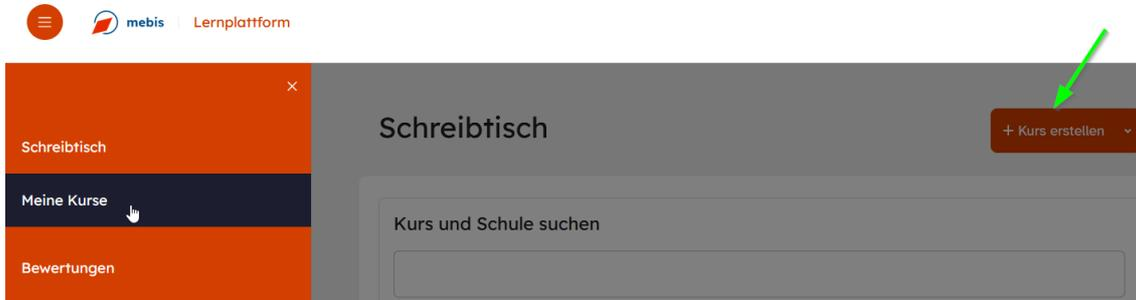 mebis Lernplattform
Schreibtisch
Meine Kurse
Bewertungen
Schreibtisch
+ Kurs erstellen
Kurs und Schule suchen